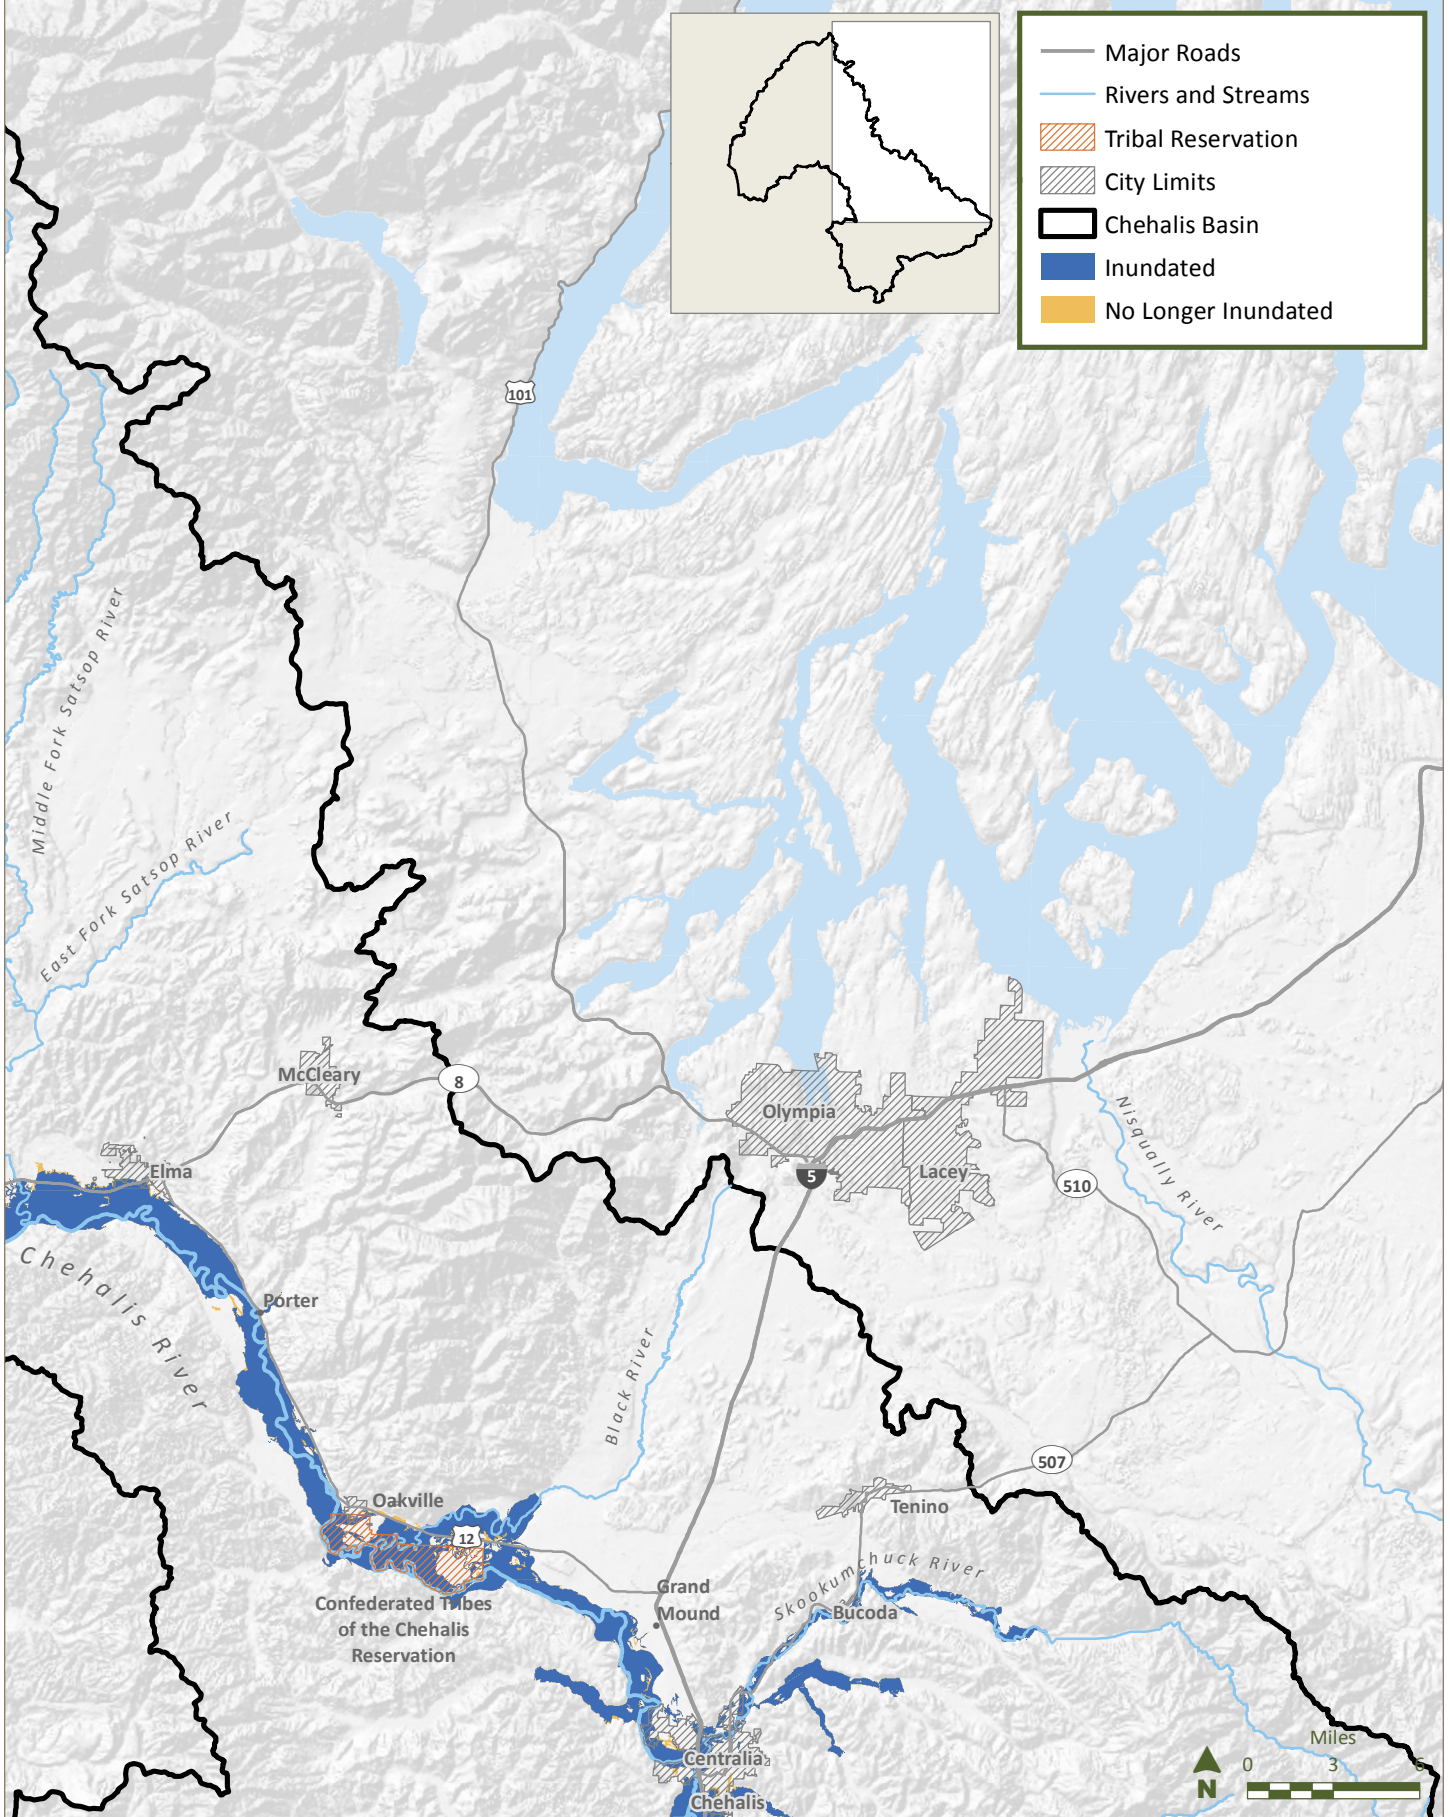 Major Roads
Rivers and Streams
Tribal Reservation
City Limits
Chehalis Basin
Inundated
No Longer Inundated
101
Middle Fork Satsop River
East Fork Satsop River
McCleary
8
Olympia
Elma
Lacey
5
510
Nisqually River
Chehalis River
Porter
Black River
507
Oakville
Tenino
12
Skookumchuck River
Grand
Mound
Bucoda
Confederated Tribes
of the Chehalis
Reservation
Centralia
Chehalis
Miles
0 3 6
N